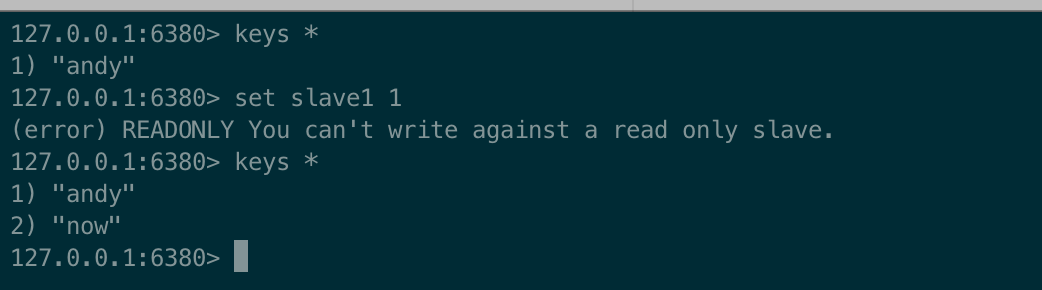 127.0.0.1:6380> keys *
1) "andy"
127.0.0.1:6380> set slave1 1
(error) READONLY You can't write against a read only slave.
127.0.0.1:6380> keys *
1) "andy"
2) "now"
127.0.0.1:6380>